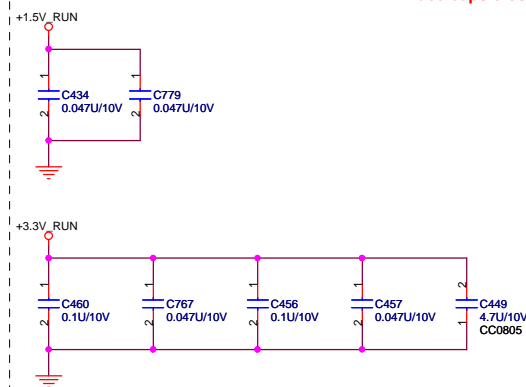 +1.5V_RUN
1
1
C434
0.047U/10V
C779
0.047U/10V
2
2
+3.3V_RUN
1
1
1
1
2
C460
0.1U/10V
C767
0.047U/10V
C456
0.1U/10V
C457
0.047U/10V
C449
4.7U/10V
CC0805
2
2
2
2
1